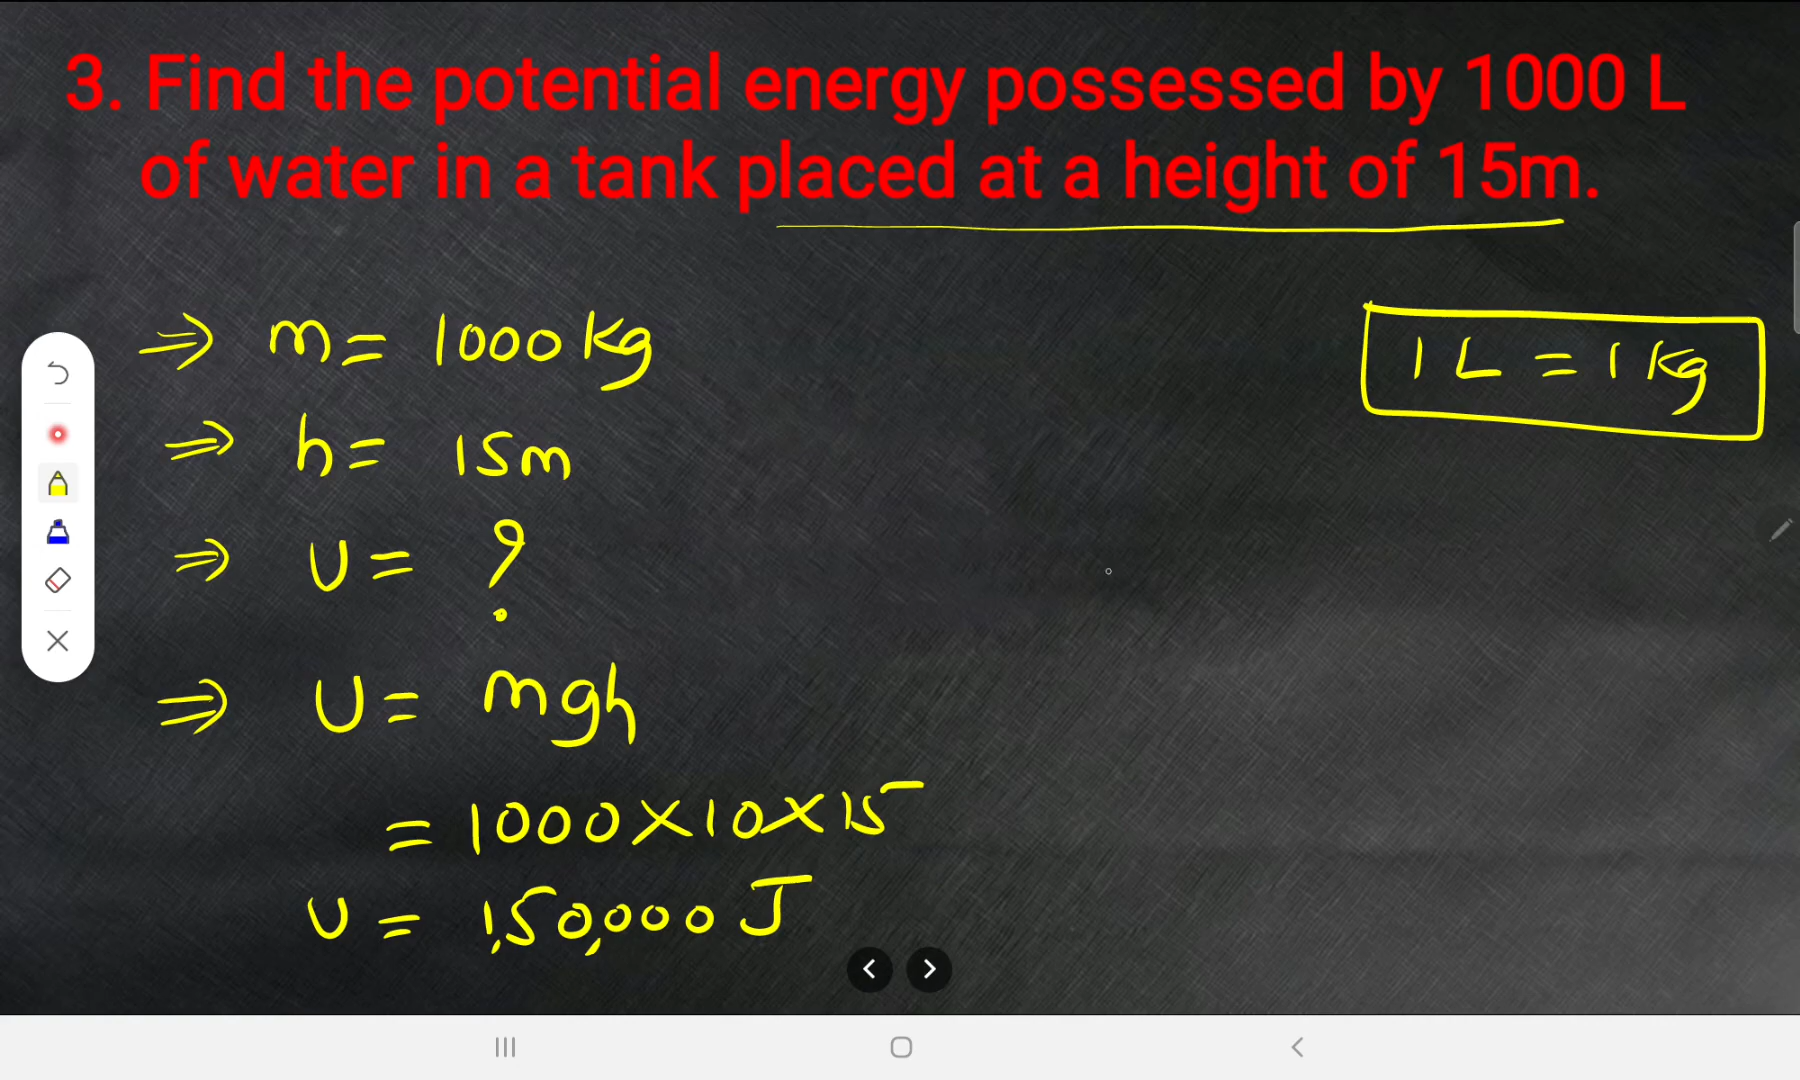 3. Find the potential energy possessed by 1000 L
of water in a tank placed at a height of 15m.
⇒ m = 1000 kg
1 L = 1 kg
⇒ h = 15m
⇒ U = ?
⇒ U = mgh
= 1000 × 10 × 15
U = 1,50,000 J